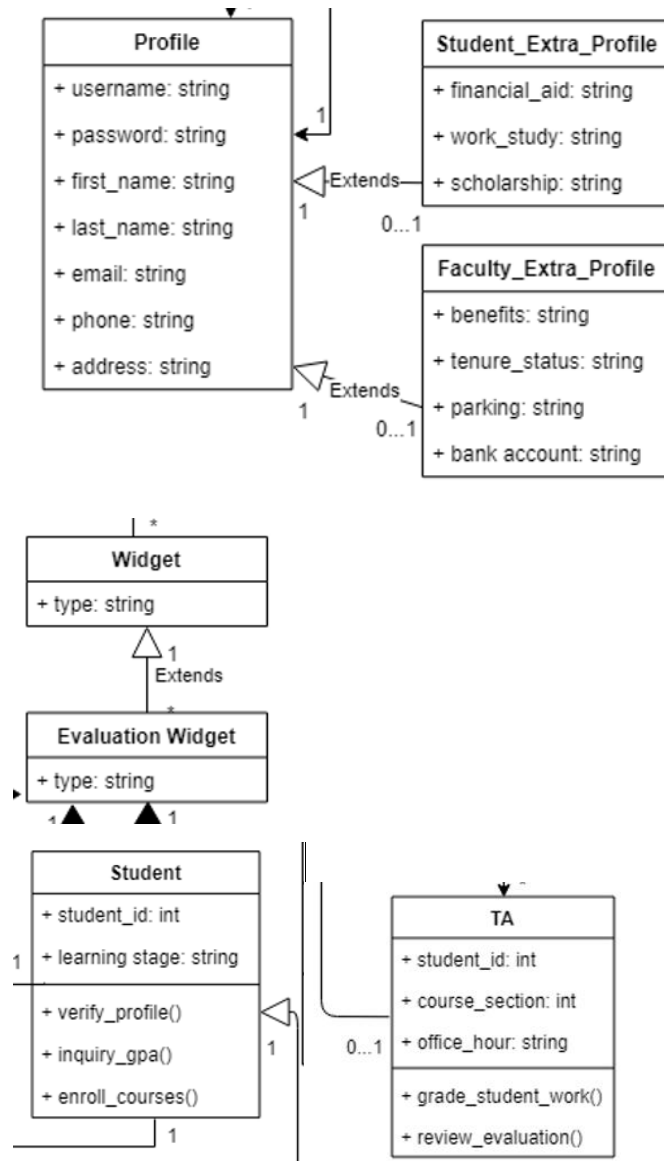 Profile
+ username: string
+ password: string
+ first_name: string
+ last_name: string
+ email: string
+ phone: string
+ address: string
1
Extends
1
0...1
Extends
1
0...1
Student_Extra_Profile
+ financial_aid: string
+ work_study: string
+ scholarship: string
Faculty_Extra_Profile
+ benefits: string
+ tenure_status: string
+ parking: string
+ bank account: string
*
Widget
+ type: string
1
Extends
*
Evaluation Widget
+ type: string
1
1
Student
+ student_id: int
+ learning stage: string
+ verify_profile()
+ inquiry_gpa()
+ enroll_courses()
1
1
1
0...1
TA
+ student_id: int
+ course_section: int
+ office_hour: string
+ grade_student_work()
+ review_evaluation()